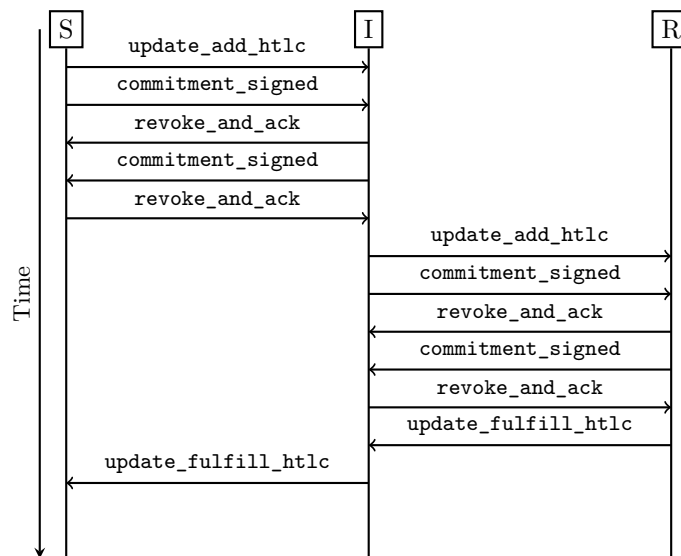 S I R
update_add_htlc
commitment_signed
revoke_and_ack
commitment_signed
revoke_and_ack
update_add_htlc
commitment_signed
revoke_and_ack
commitment_signed
revoke_and_ack
update_fulfill_htlc
update_fulfill_htlc
Time